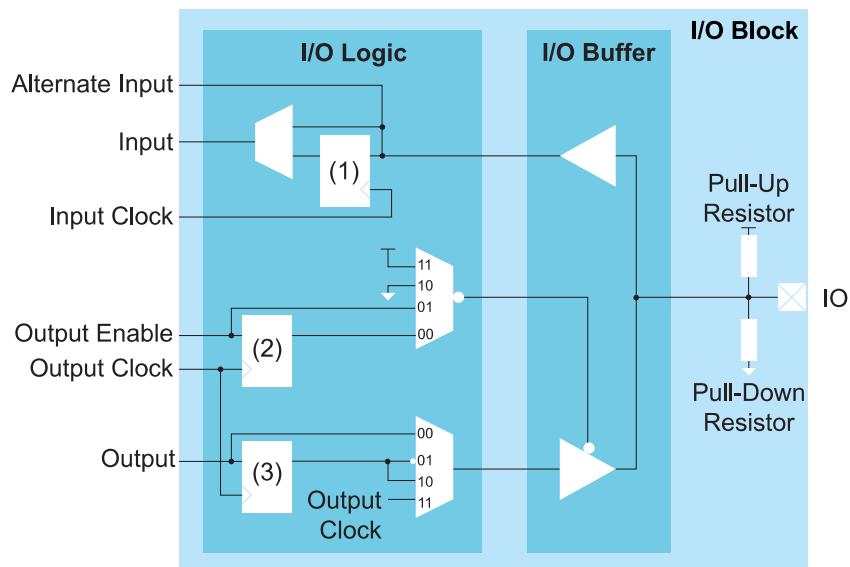 I/O Block
I/O Logic
I/O Buffer
Alternate Input
Input
(1)
Input Clock
Pull-Up
Resistor
11
10
01
00
IO
Output Enable
(2)
Output Clock
Pull-Down
Resistor
00
Output
(3)
01
10
11
Output
Clock